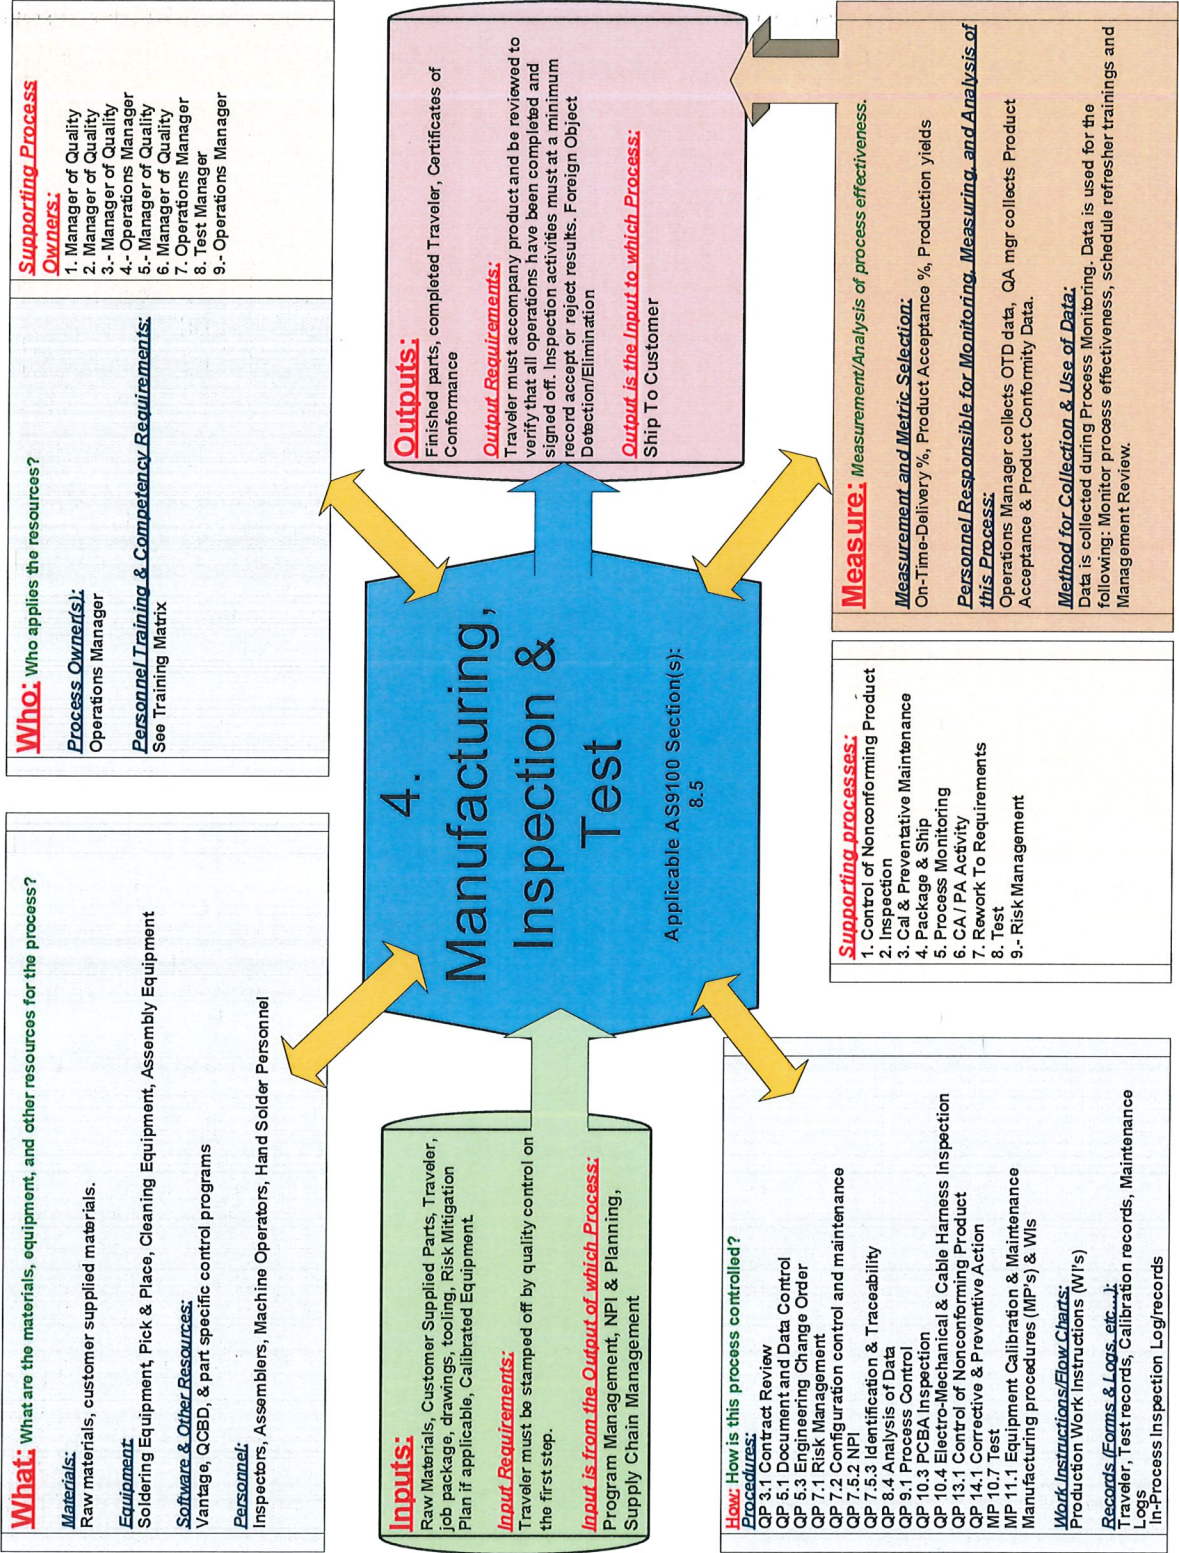 What: What are the materials, equipment, and other resources for the process?
Materials:
Raw materials, customer supplied materials.
Equipment:
Soldering Equipment, Pick & Place, Cleaning Equipment, Assembly Equipment
Software & Other Resources:
Vantage, QCBD, & part specific control programs
Personnel:
Inspectors, Assemblers, Machine Operators, Hand Solder Personnel
Who: Who applies the resources?
Process Owner(s):
Operations Manager
Personnel Training & Competency Requirements:
See Training Matrix
Supporting Process
Owners:
1. Manager of Quality
2. Manager of Quality
3.- Manager of Quality
4.- Operations Manager
5.- Manager of Quality
6. Manager of Quality
7. Operations Manager
8. Test Manager
9.- Operations Manager
Inputs:
Raw Materials, Customer Supplied Parts, Traveler,
job package, drawings, tooling, Risk Mitigation
Plan if applicable, Calibrated Equipment.
Input Requirements:
Traveler must be stamped off by quality control on
the first step.
Input is from the Output of which Process:
Program Management, NPI & Planning,
Supply Chain Management
4.
Manufacturing,
Inspection &
Test
Applicable AS9100 Section(s):
8.5
Outputs:
Finished parts, completed Traveler, Certificates of
Conformance
Output Requirements:
Traveler must accompany product and be reviewed to
verify that all operations have been completed and
signed off. Inspection activities must at a minimum
record accept or reject results. Foreign Object
Detection/Elimination
Output is the Input to which Process:
Ship To Customer
How: How is this process controlled?
Procedures:
QP 3.1 Contract Review
QP 5.1 Document and Data Control
QP 5.3 Engineering Change Order
QP 7.1 Risk Management
QP 7.2 Configuration control and maintenance
QP 7.5.2 NPI
QP 7.5.3 Identification & Traceability
QP 8.4 Analysis of Data
QP 9.1 Process Control
QP 10.3 PCBA Inspection
QP 10.4 Electro-Mechanical & Cable Harness Inspection
QP 13.1 Control of Nonconforming Product
QP 14.1 Corrective & Preventive Action
MP 10.7 Test
MP 11.1 Equipment Calibration & Maintenance
Manufacturing procedures (MP's) & WIs
Work Instructions/Flow Charts:
Production Work Instructions (WI's)
Records (Forms & Logs, etc...):
Traveler, Test records, Calibration records, Maintenance
Logs
In-Process Inspection Log/records
Supporting processes:
1. Control of Nonconforming Product
2. Inspection
3. Cal & Preventative Maintenance
4. Package & Ship
5. Process Monitoring
6. CA / PA Activity
7. Rework To Requirements
8. Test
9.- Risk Management
Measure: Measurement/Analysis of process effectiveness.
Measurement and Metric Selection:
On-Time-Delivery %, Product Acceptance %, Production yields
Personnel Responsible for Monitoring, Measuring, and Analysis of
this Process:
Operations Manager collects OTD data, QA mgr collects Product
Acceptance & Product Conformity Data.
Method for Collection & Use of Data:
Data is collected during Process Monitoring. Data is used for the
following: Monitor process effectiveness, schedule refresher trainings and
Management Review.